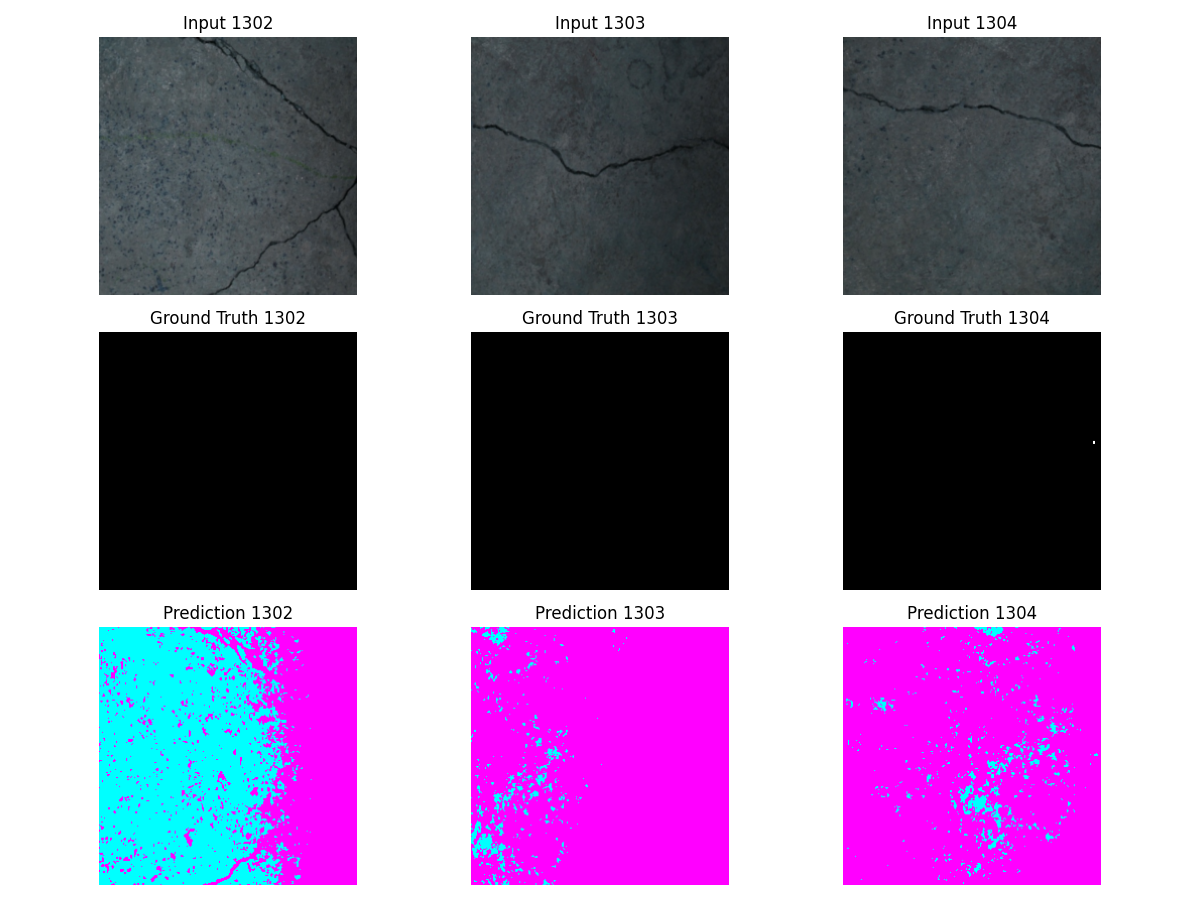 Input 1302
Input 1303
Input 1304
Ground Truth 1302
Ground Truth 1303
Ground Truth 1304
Prediction 1302
Prediction 1303
Prediction 1304